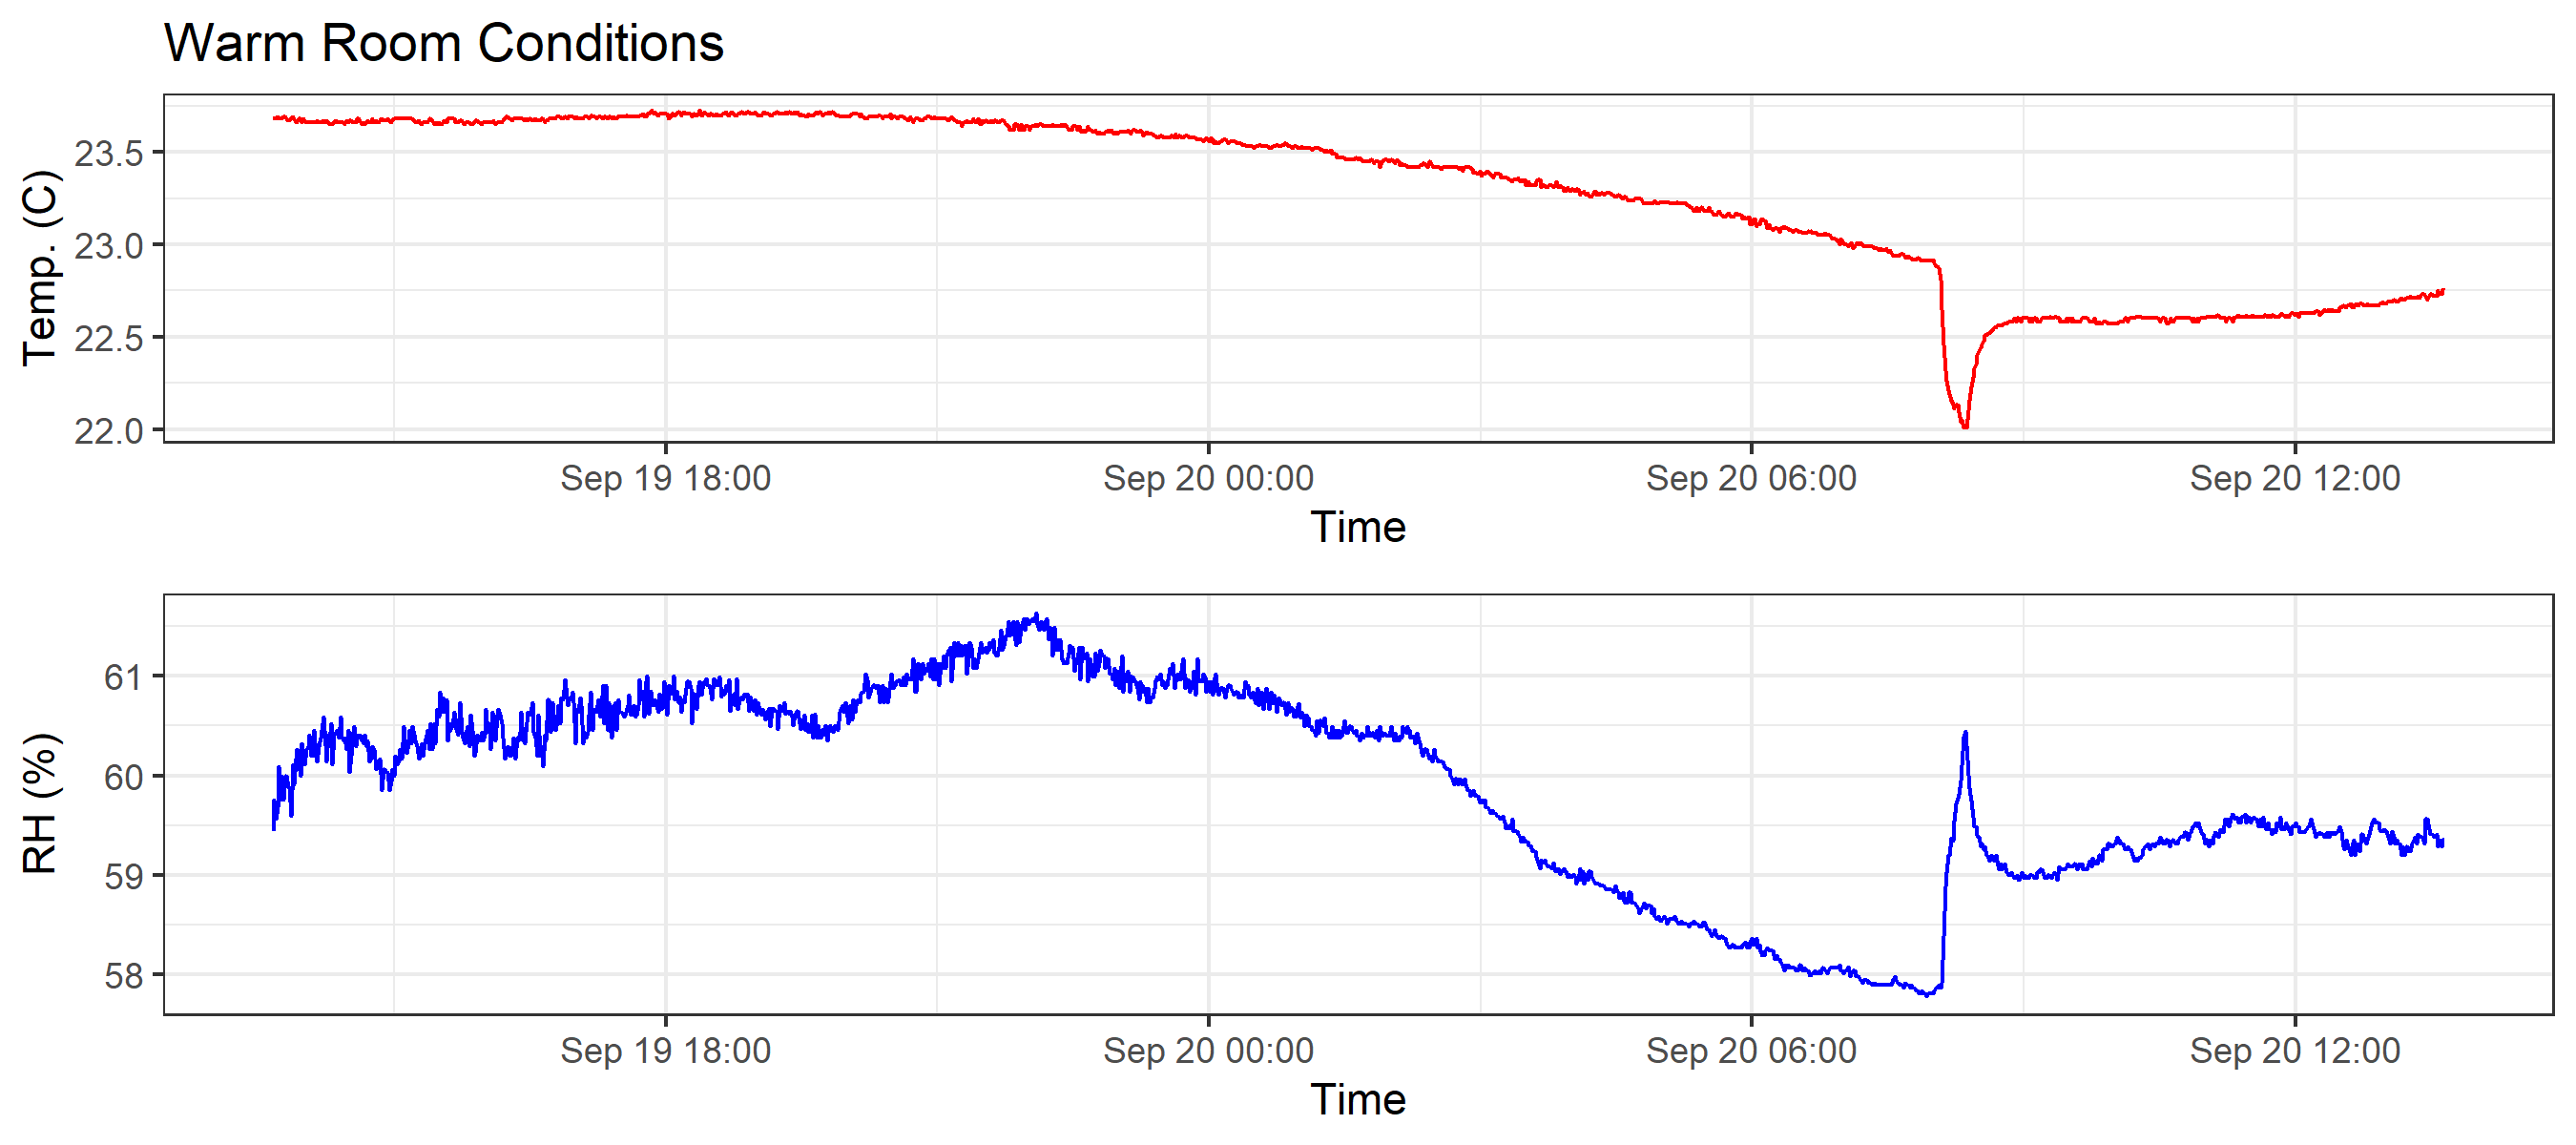 Warm Room Conditions
Temp. (C)
23.5
23.0
22.5
22.0
Sep 19 18:00 Sep 20 00:00 Sep 20 06:00 Sep 20 12:00
Time
RH (%)
61
60
59
58
Sep 19 18:00 Sep 20 00:00 Sep 20 06:00 Sep 20 12:00
Time